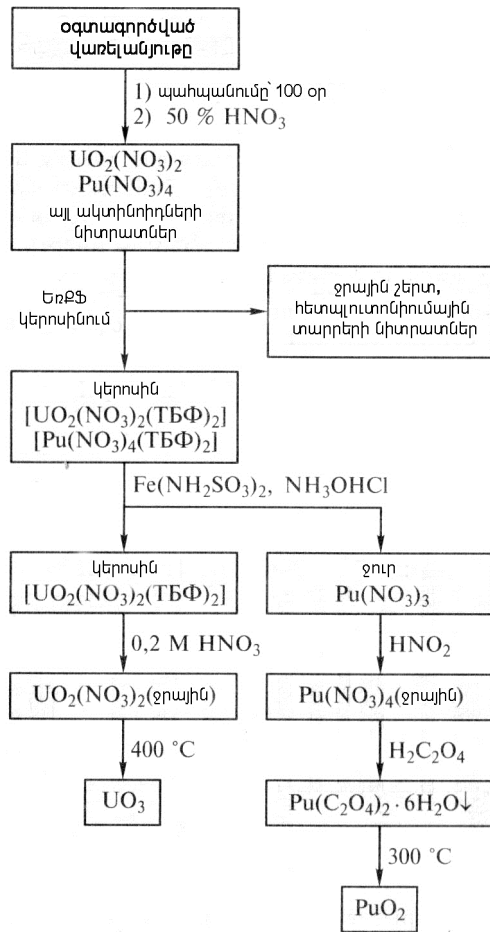 օգտագործված
վառելանյութը
1) պահպանումը՝ 100 օր
2) 50 % HNO₃
UO₂(NO₃)₂
Pu(NO₃)₄
այլ ակտինոիդների
նիտրատներ
ԵռԲՖ
կերոսինում
ջրային շերտ,
հետպլուտոնիումային
տարրերի նիտրատներ
կերոսին
[UO₂(NO₃)₂(ТБФ)₂]
[Pu(NO₃)₄(ТБФ)₂]
Fe(NH₂SO₃)₂, NH₃OHCl
կերոսին
[UO₂(NO₃)₂(ТБФ)₂]
ջուր
Pu(NO₃)₃
0,2 M HNO₃
HNO₂
UO₂(NO₃)₂(ջրային)
Pu(NO₃)₄(ջրային)
400 °C
H₂C₂O₄
UO₃
Pu(C₂O₄)₂ · 6H₂O↓
300 °C
PuO₂